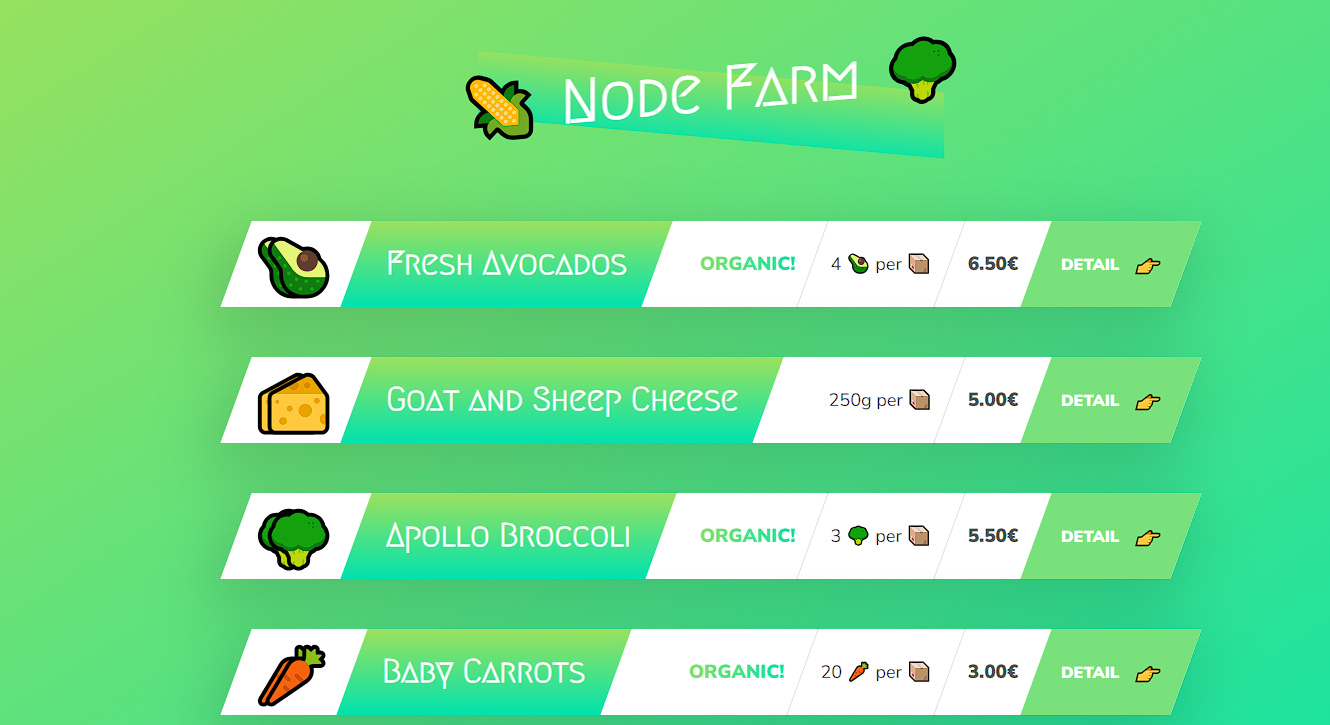 Node Farm
Fresh Avocados ORGANIC! 4 🥑 per 📦 6.50€ DETAIL 👉
Goat and Sheep Cheese 250g per 📦 5.00€ DETAIL 👉
Apollo Broccoli ORGANIC! 3 🥦 per 📦 5.50€ DETAIL 👉
Baby Carrots ORGANIC! 20 🥕 per 📦 3.00€ DETAIL 👉